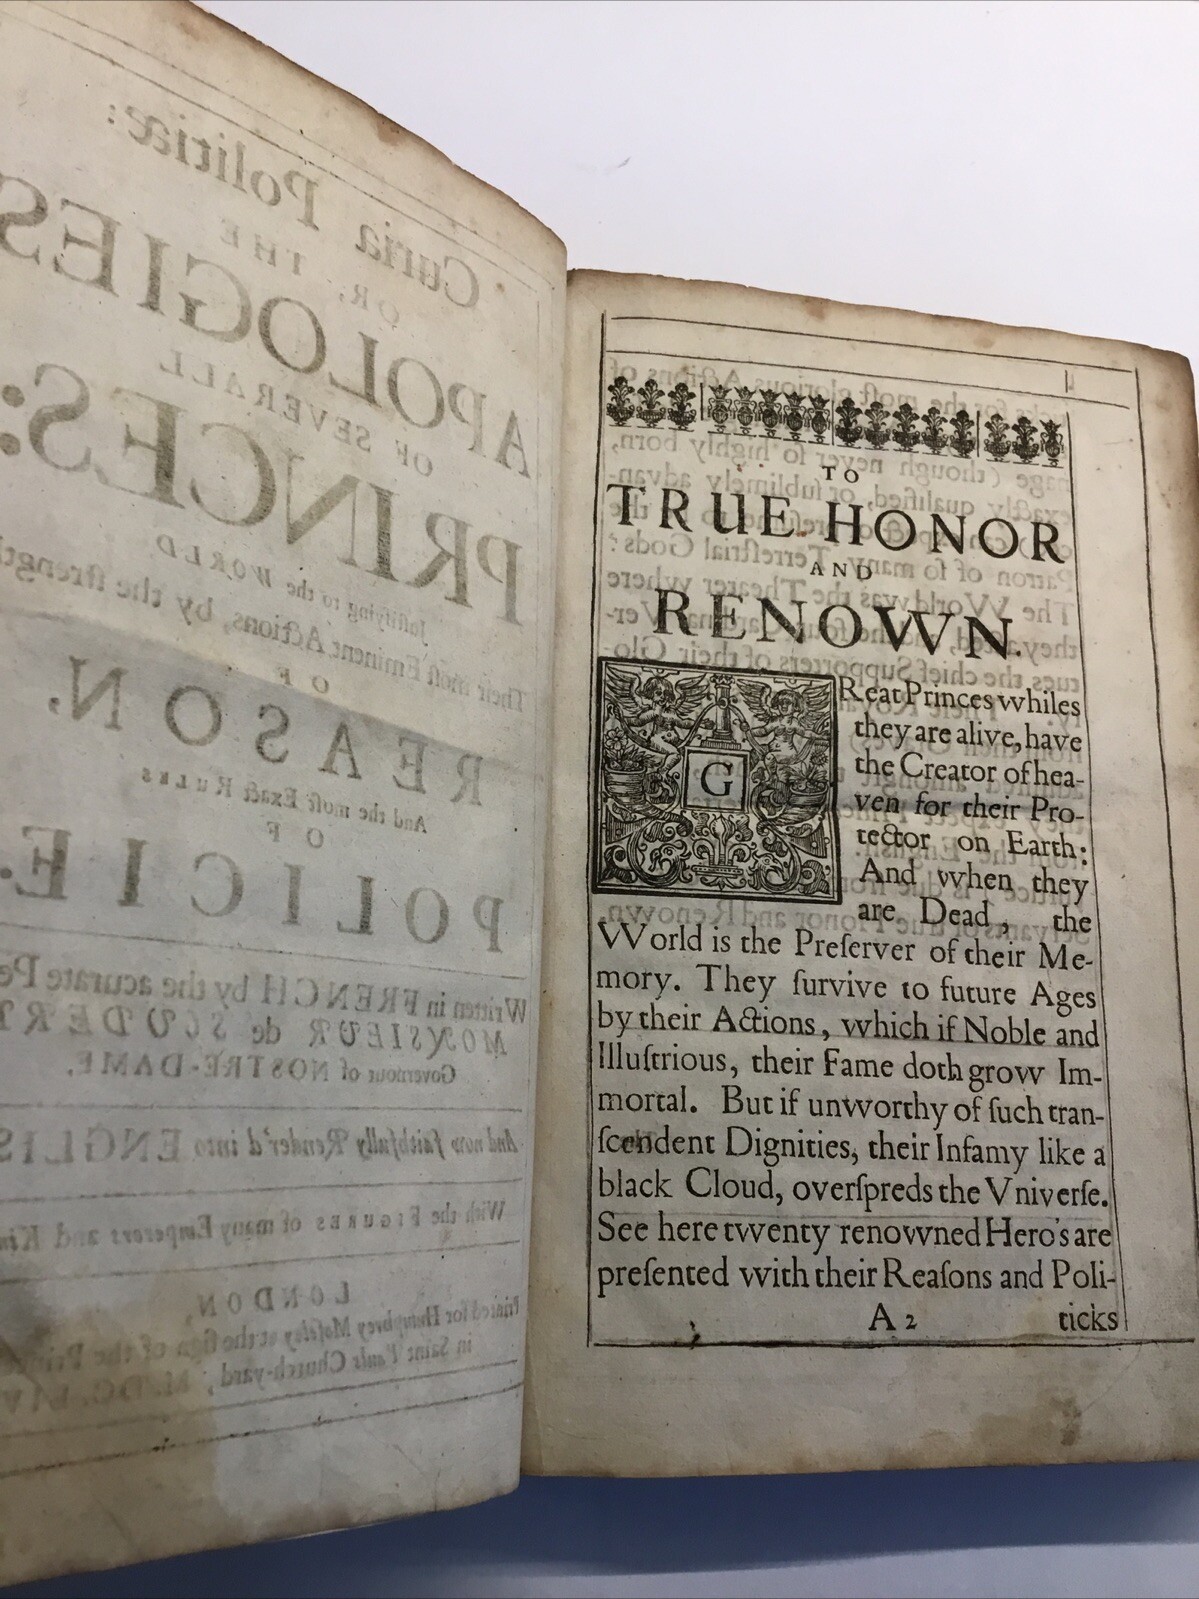 Curia Politiæ:
OR, THE
APOLOGIES
OF SEVERALL
PRINCES:
Justifying to the WORLD
Their most Eminent Actions, by the strength
OF
REASON,
And the most Exact RULES
OF
POLICIE.
Written in FRENCH by the acurate
MONSIEUR de SCUDERY
Governour of NOSTRE-DAME.
And now faithfully Render'd into
With the FIGURES of many Emperors and
LONDON,
Printed for Humphrey Moseley at the sign of the
in Saint Pauls Church-yard,
TO
TRUE HONOR
AND
RENOWN.
GReat Princes whiles
they are alive, have
the Creator of hea-
ven for their Pro-
tector on Earth:
And when they
are Dead, the
World is the Preſerver of their Me-
mory. They ſurvive to future Ages
by their Actions, which if Noble and
Illuſtrious, their Fame doth grow Im-
mortal. But if unworthy of ſuch tran-
ſcendent Dignities, their Infamy like a
black Cloud, overſpreds the Vniverſe.
See here twenty renowned Hero's are
preſented with their Reaſons and Poli-
A 2 ticks